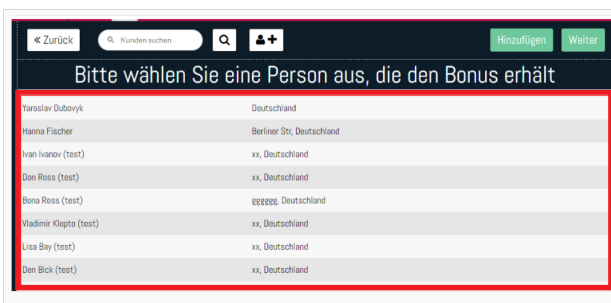 « Zurück Kunden suchen Hinzufügen Weiter
Bitte wählen Sie eine Person aus, die den Bonus erhält
Yaroslav Dubovyk Deutschland
Hanna Fischer Berliner Str, Deutschland
Ivan Ivanov (test) xx, Deutschland
Don Ross (test) xx, Deutschland
Bona Ross (test) gggggg, Deutschland
Vladimir Klepto (test) xx, Deutschland
Lisa Bay (test) xx, Deutschland
Den Bick (test) xx, Deutschland